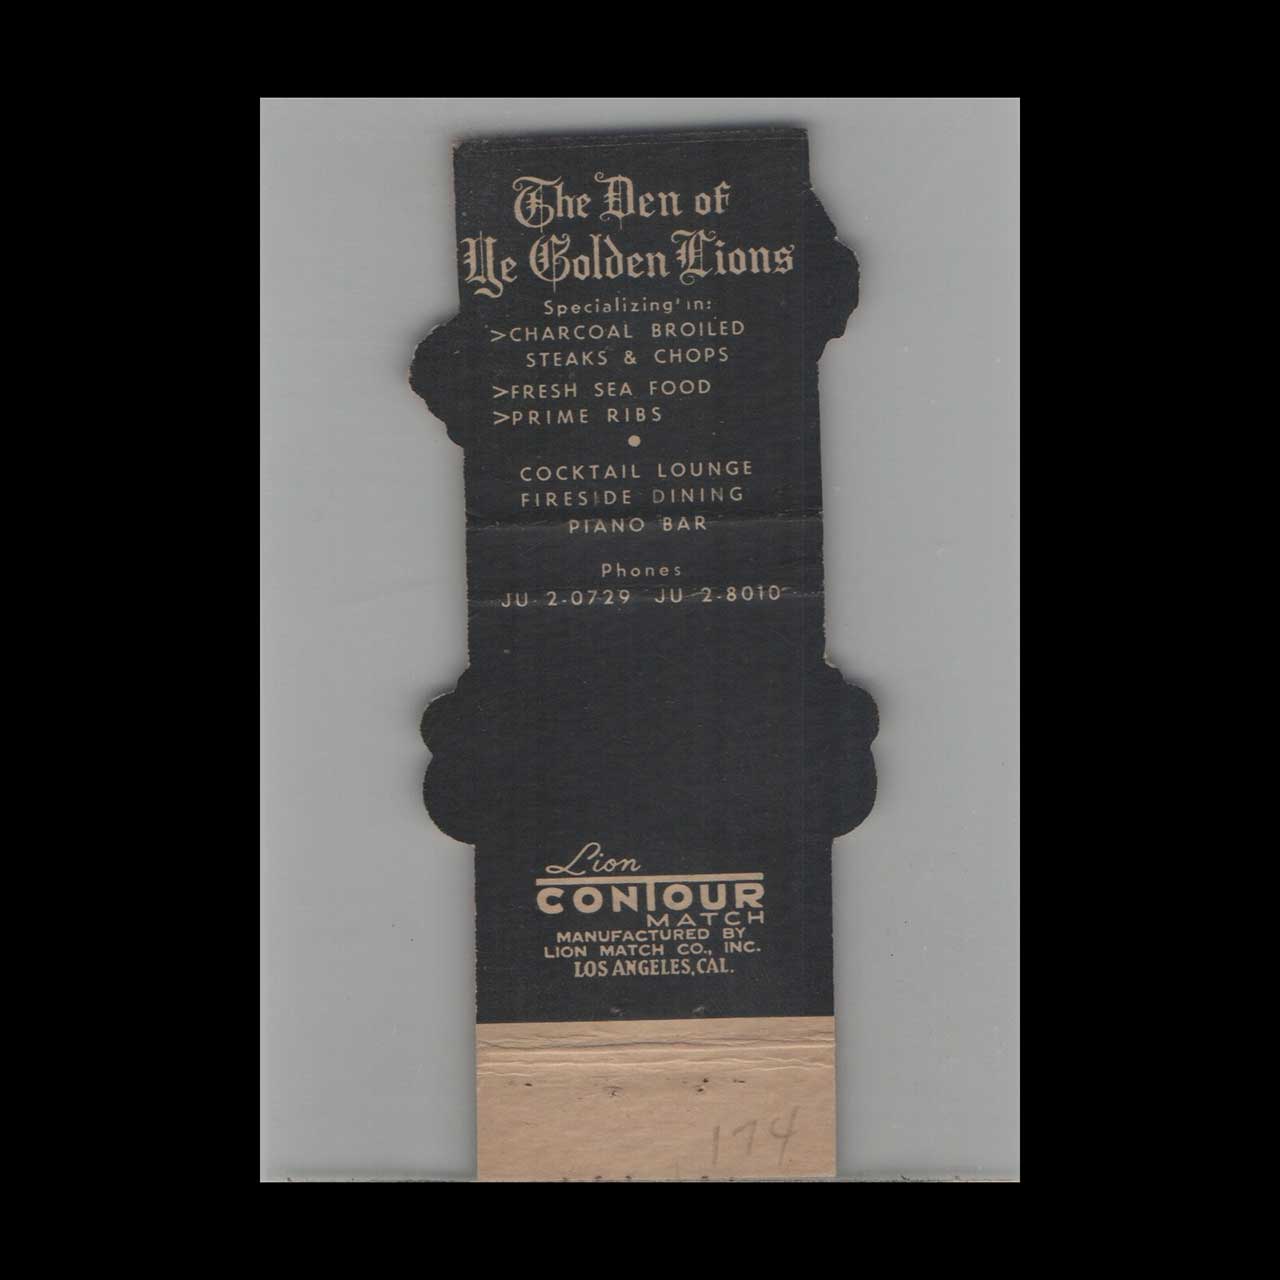 The Den of
Ye Golden Lions
Specializing in:
>CHARCOAL BROILED
STEAKS & CHOPS
>FRESH SEA FOOD
>PRIME RIBS
COCKTAIL LOUNGE
FIRESIDE DINING
PIANO BAR
Phones
JU 2-0729 JU 2-8010
Lion
CONTOUR
MATCH
MANUFACTURED BY
LION MATCH CO., INC.
LOS ANGELES, CAL.
174